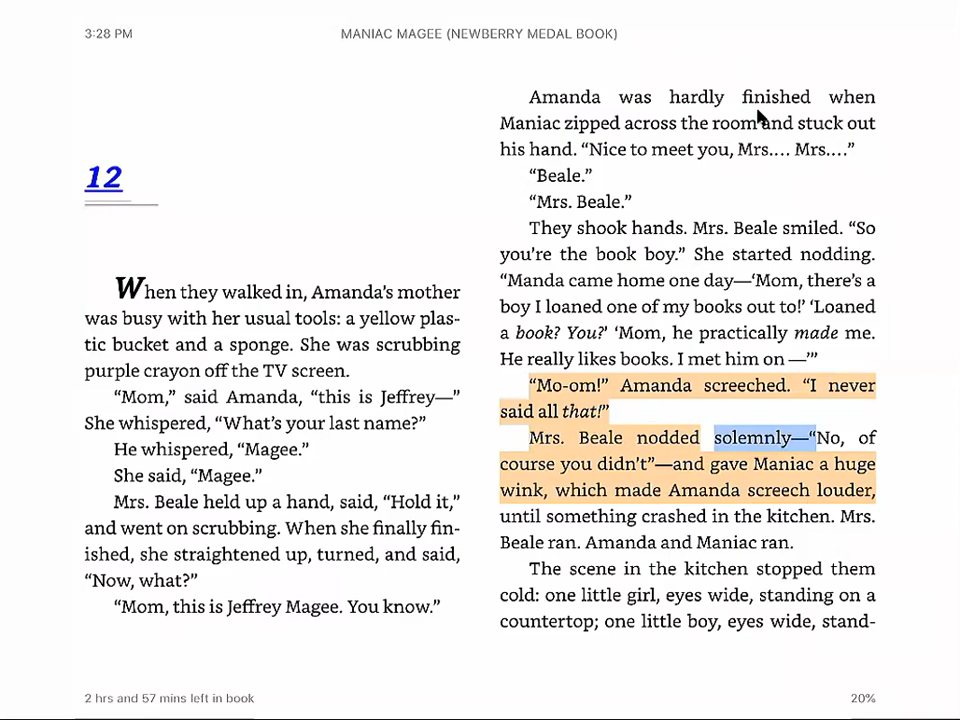 3:28 PM
MANIAC MAGEE (NEWBERRY MEDAL BOOK)
12
When they walked in, Amanda’s mother
was busy with her usual tools: a yellow plas-
tic bucket and a sponge. She was scrubbing
purple crayon off the TV screen.
“Mom,” said Amanda, “this is Jeffrey—”
She whispered, “What’s your last name?”
He whispered, “Magee.”
She said, “Magee.”
Mrs. Beale held up a hand, said, “Hold it,”
and went on scrubbing. When she finally fin-
ished, she straightened up, turned, and said,
“Now, what?”
“Mom, this is Jeffrey Magee. You know.”
Amanda was hardly finished when
Maniac zipped across the room and stuck out
his hand. “Nice to meet you, Mrs.… Mrs.…”
“Beale.”
“Mrs. Beale.”
They shook hands. Mrs. Beale smiled. “So
you’re the book boy.” She started nodding.
“Manda came home one day—‘Mom, there’s a
boy I loaned one of my books out to!’ ‘Loaned
a book? You?’ ‘Mom, he practically made me.
He really likes books. I met him on —’”
“Mo-om!” Amanda screeched. “I never
said all that!”
Mrs. Beale nodded solemnly—“No, of
course you didn’t”—and gave Maniac a huge
wink, which made Amanda screech louder,
until something crashed in the kitchen. Mrs.
Beale ran. Amanda and Maniac ran.
The scene in the kitchen stopped them
cold: one little girl, eyes wide, standing on a
countertop; one little boy, eyes wide, stand-
2 hrs and 57 mins left in book
20%